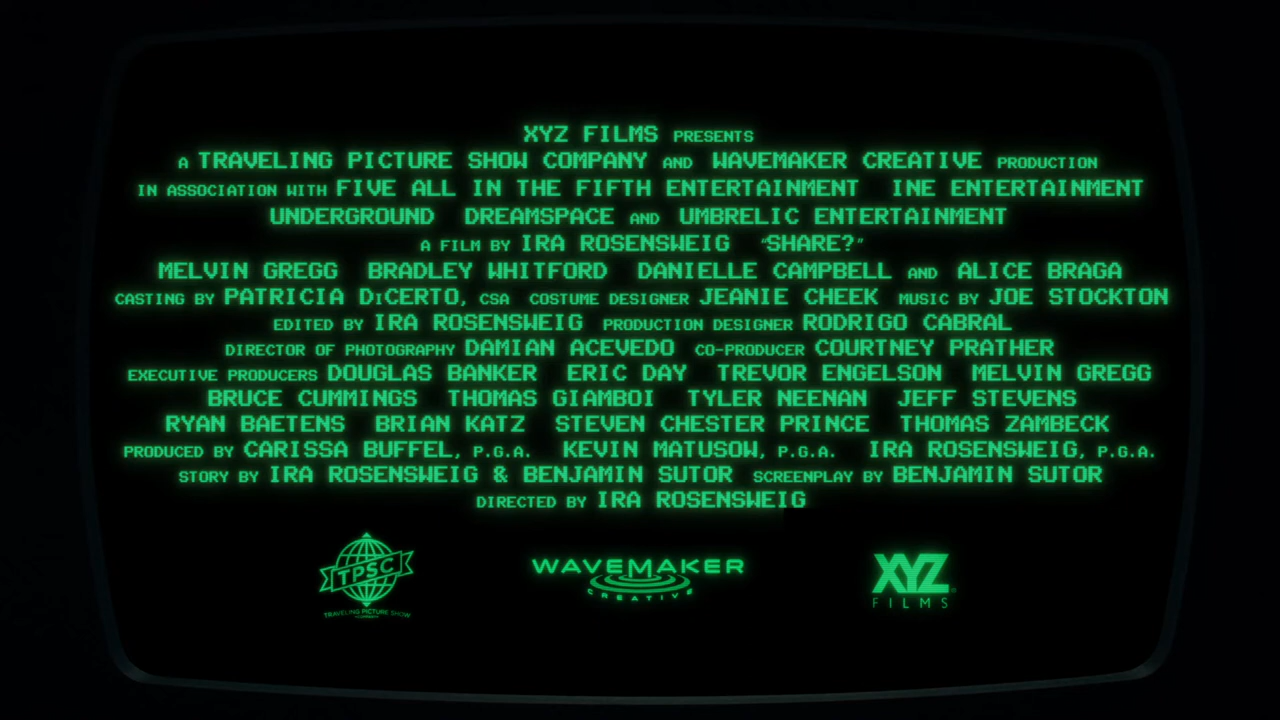 XYZ FILMS PRESENTS
A TRAVELING PICTURE SHOW COMPANY AND WAVEMAKER CREATIVE PRODUCTION
IN ASSOCIATION WITH FIVE ALL IN THE FIFTH ENTERTAINMENT INE ENTERTAINMENT
UNDERGROUND DREAMSPACE AND UMBRELIC ENTERTAINMENT
A FILM BY IRA ROSENSWEIG "SHARE?"
MELVIN GREGG BRADLEY WHITFORD DANIELLE CAMPBELL AND ALICE BRAGA
CASTING BY PATRICIA DiCERTO, CSA COSTUME DESIGNER JEANIE CHEEK MUSIC BY JOE STOCKTON
EDITED BY IRA ROSENSWEIG PRODUCTION DESIGNER RODRIGO CABRAL
DIRECTOR OF PHOTOGRAPHY DAMIAN ACEVEDO CO-PRODUCER COURTNEY PRATHER
EXECUTIVE PRODUCERS DOUGLAS BANKER ERIC DAY TREVOR ENGELSON MELVIN GREGG
BRUCE CUMMINGS THOMAS GIAMBOI TYLER NEENAN JEFF STEVENS
RYAN BAETENS BRIAN KATZ STEVEN CHESTER PRINCE THOMAS ZAMBECK
PRODUCED BY CARISSA BUFFEL, P.G.A. KEVIN MATUSOW, P.G.A. IRA ROSENSWEIG, P.G.A.
STORY BY IRA ROSENSWEIG & BENJAMIN SUTOR SCREENPLAY BY BENJAMIN SUTOR
DIRECTED BY IRA ROSENSWEIG
TPSC
TRAVELING PICTURE SHOW
COMPANY
WAVEMAKER
CREATIVE
XYZ
FILMS